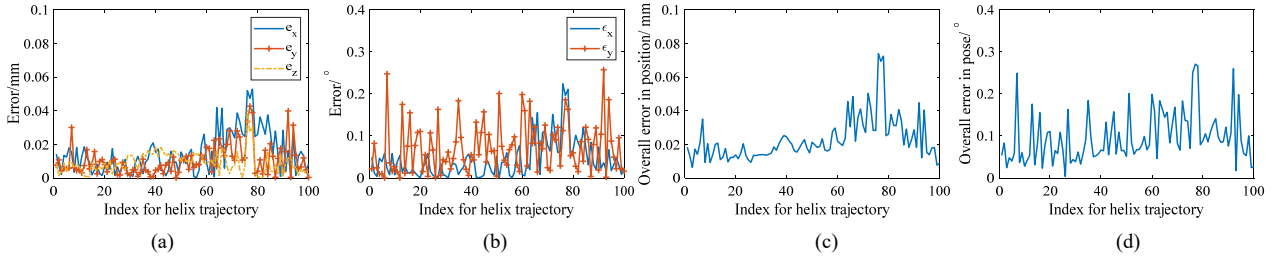 0.1
0.08
0.06
0.04
0.02
0
Error/mm
0 20 40 60 80 100
Index for helix trajectory
e_x
e_y
e_z
(a)
0.4
0.3
0.2
0.1
0
Error/ °
0 20 40 60 80 100
Index for helix trajectory
ϵ_x
ϵ_y
(b)
0.1
0.08
0.06
0.04
0.02
0
Overall error in position/ mm
0 20 40 60 80 100
Index for helix trajectory
(c)
0.4
0.3
0.2
0.1
0
Overall error in pose/ °
0 20 40 60 80 100
Index for helix trajectory
(d)